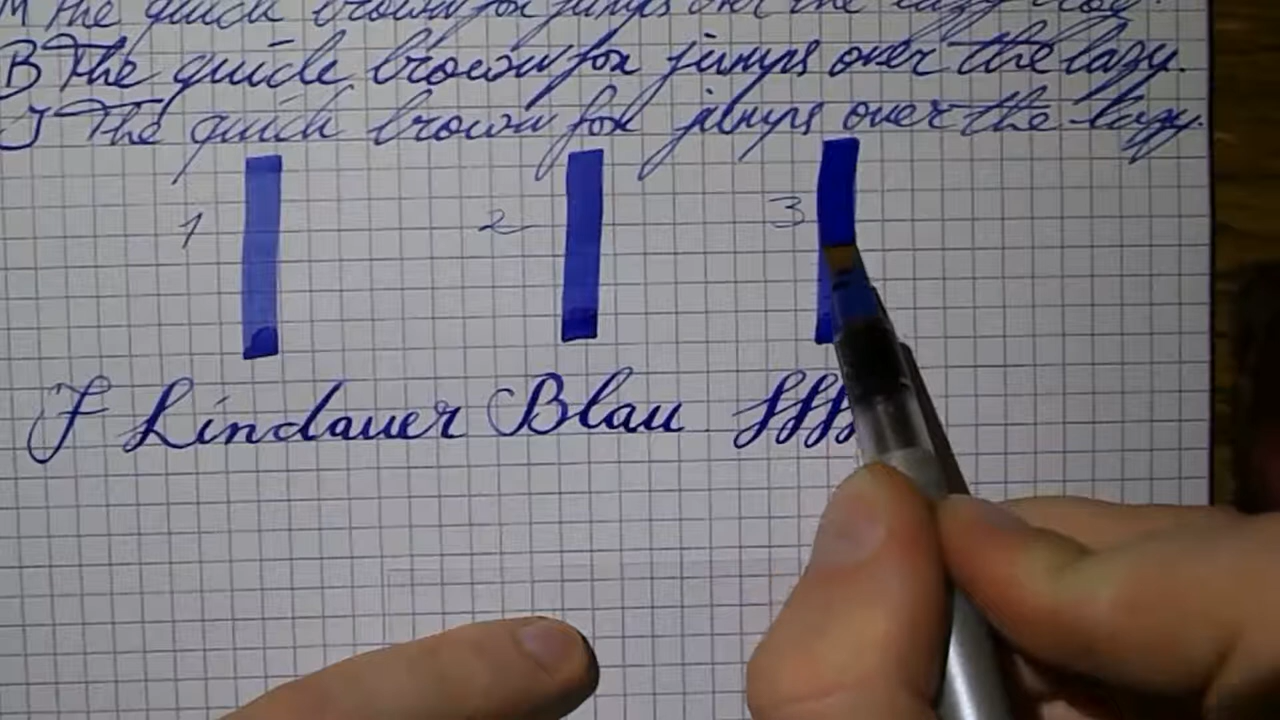 M The quick brown fox jumps over the lazy dog.
B The quick brown fox jumps over the lazy.
J The quick brown fox jumps over the lazy.
1 2 3
F Lindauer Blau ffff